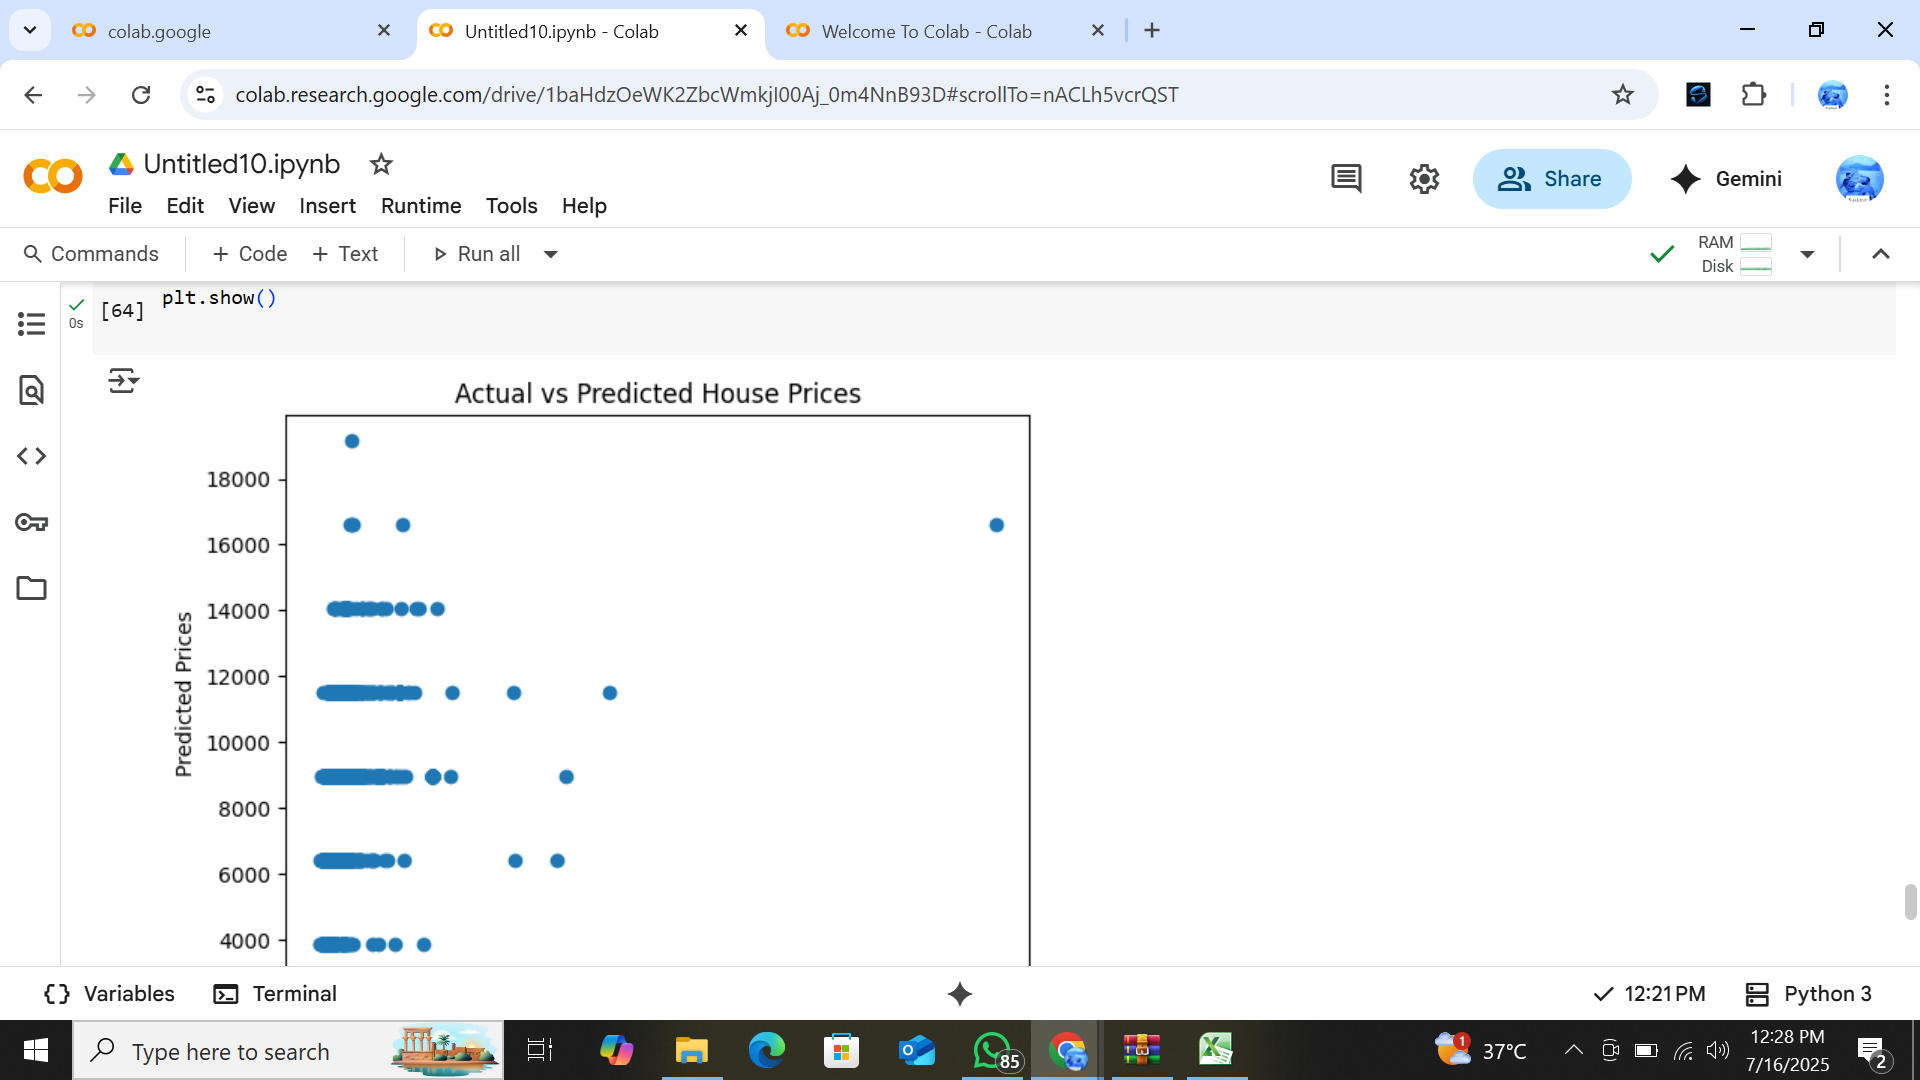 colab.google
Untitled10.ipynb - Colab
Welcome To Colab - Colab
colab.research.google.com/drive/1baHdzOeWK2ZbcWmkjI00Aj_0m4NnB93D#scrollTo=nACLh5vcrQST
Untitled10.ipynb
Share
Gemini
File Edit View Insert Runtime Tools Help
Commands + Code + Text Run all
RAM
Disk
[64] plt.show()
0s
Actual vs Predicted House Prices
18000
16000
14000
12000
10000
8000
6000
4000
Predicted Prices
Variables Terminal
12:21 PM Python 3
Type here to search
85
1
37°C
12:28 PM
7/16/2025
2